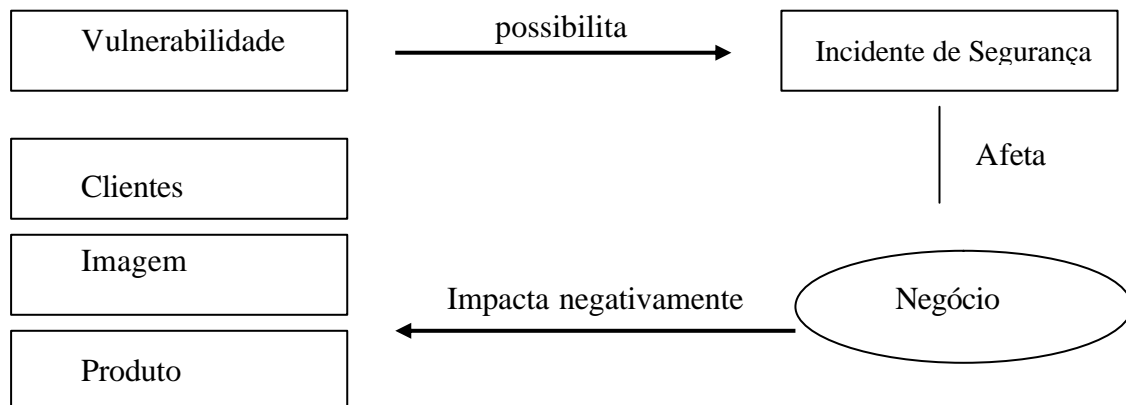 Vulnerabilidade
possibilita
Incidente de Segurança
Afeta
Clientes
Imagem
Impacta negativamente
Negócio
Produto